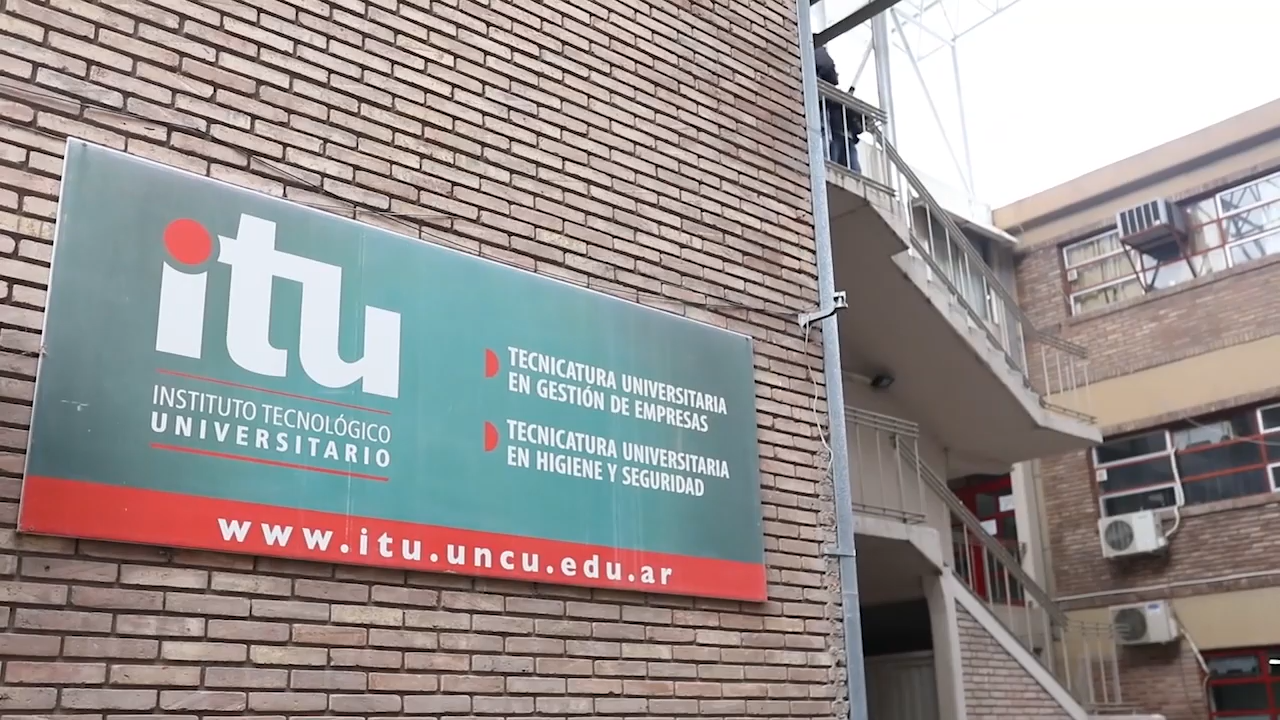 itu
INSTITUTO TECNOLÓGICO
UNIVERSITARIO
TECNICATURA UNIVERSITARIA
EN GESTIÓN DE EMPRESAS
TECNICATURA UNIVERSITARIA
EN HIGIENE Y SEGURIDAD
www.itu.uncu.edu.ar